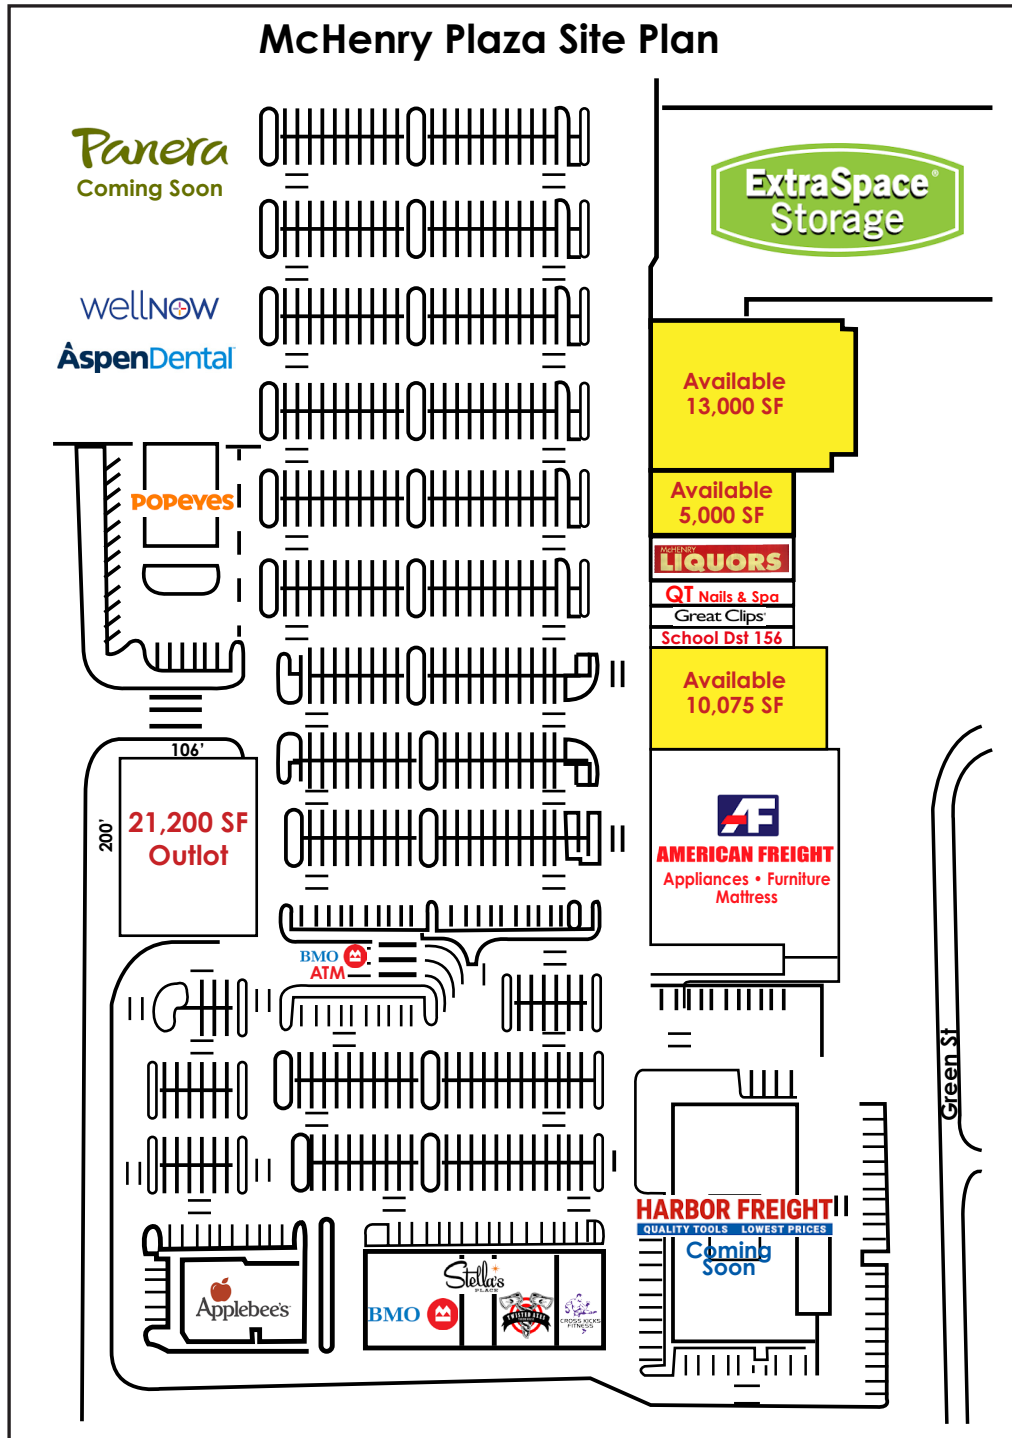 McHenry Plaza Site Plan
Panera
Coming Soon
ExtraSpace®
Storage
wellnow
AspenDental
Available
13,000 SF
POPEYES
Available
5,000 SF
McHENRY
LIQUORS
QT Nails & Spa
Great Clips
School Dst 156
Available
10,075 SF
106'
200'
21,200 SF
Outlot
AF
AMERICAN FREIGHT
Appliances • Furniture
Mattress
BMO
ATM
Green St
HARBOR FREIGHT
QUALITY TOOLS LOWEST PRICES
Coming
Soon
Applebee's
Stella's
PLACE
BMO
TWISTED STAV
CROSS KICKS
FITNESS